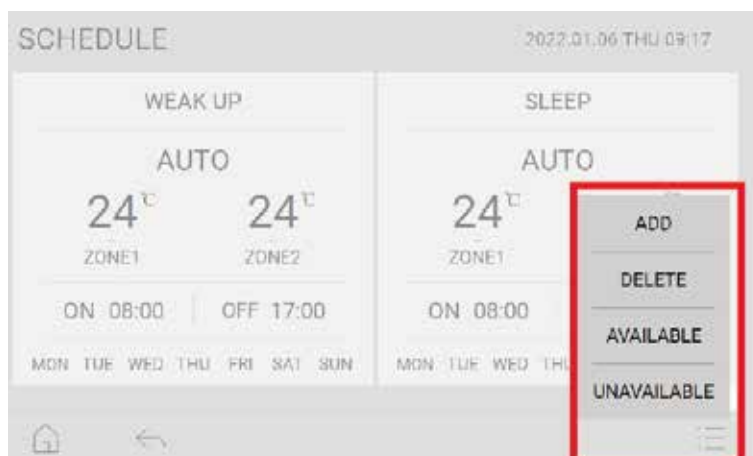 SCHEDULE 2022.01.06 THU 09:17
WEAK UP SLEEP
AUTO AUTO
24℃ 24℃ 24℃
ZONE1 ZONE2 ZONE1
ON 08:00 OFF 17:00 ON 08:00
MON TUE WED THU FRI SAT SUN MON TUE WED THU
ADD
DELETE
AVAILABLE
UNAVAILABLE